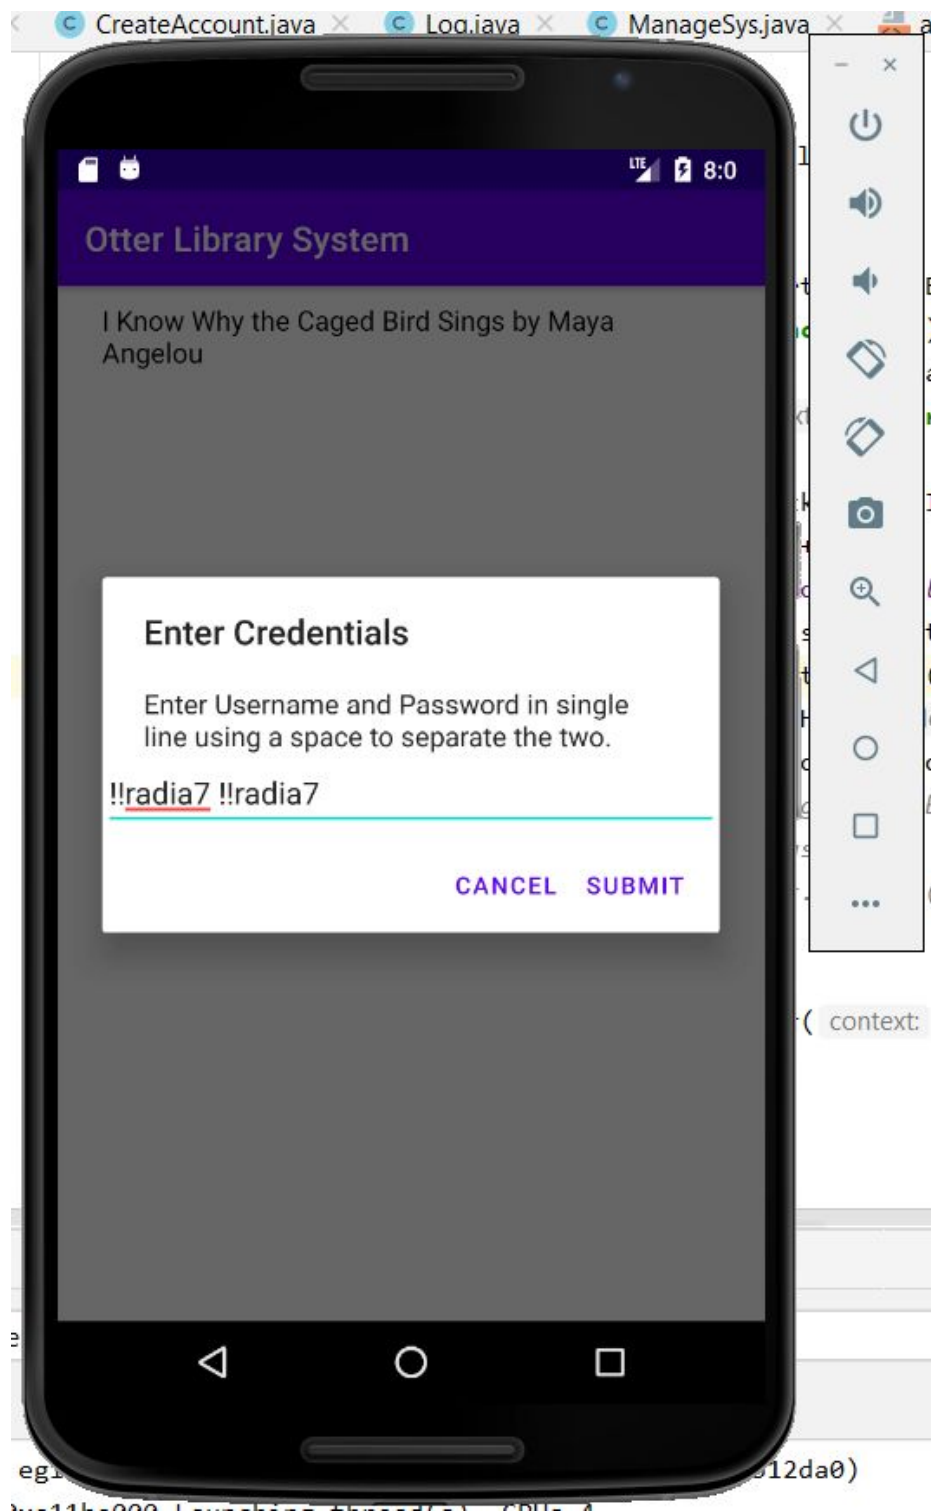 CreateAccount.java
Log.java
ManageSys.java
LTE
8:0
Otter Library System
I Know Why the Caged Bird Sings by Maya
Angelou
Enter Credentials
Enter Username and Password in single
line using a space to separate the two.
!!radia7 !!radia7
CANCEL SUBMIT
context: